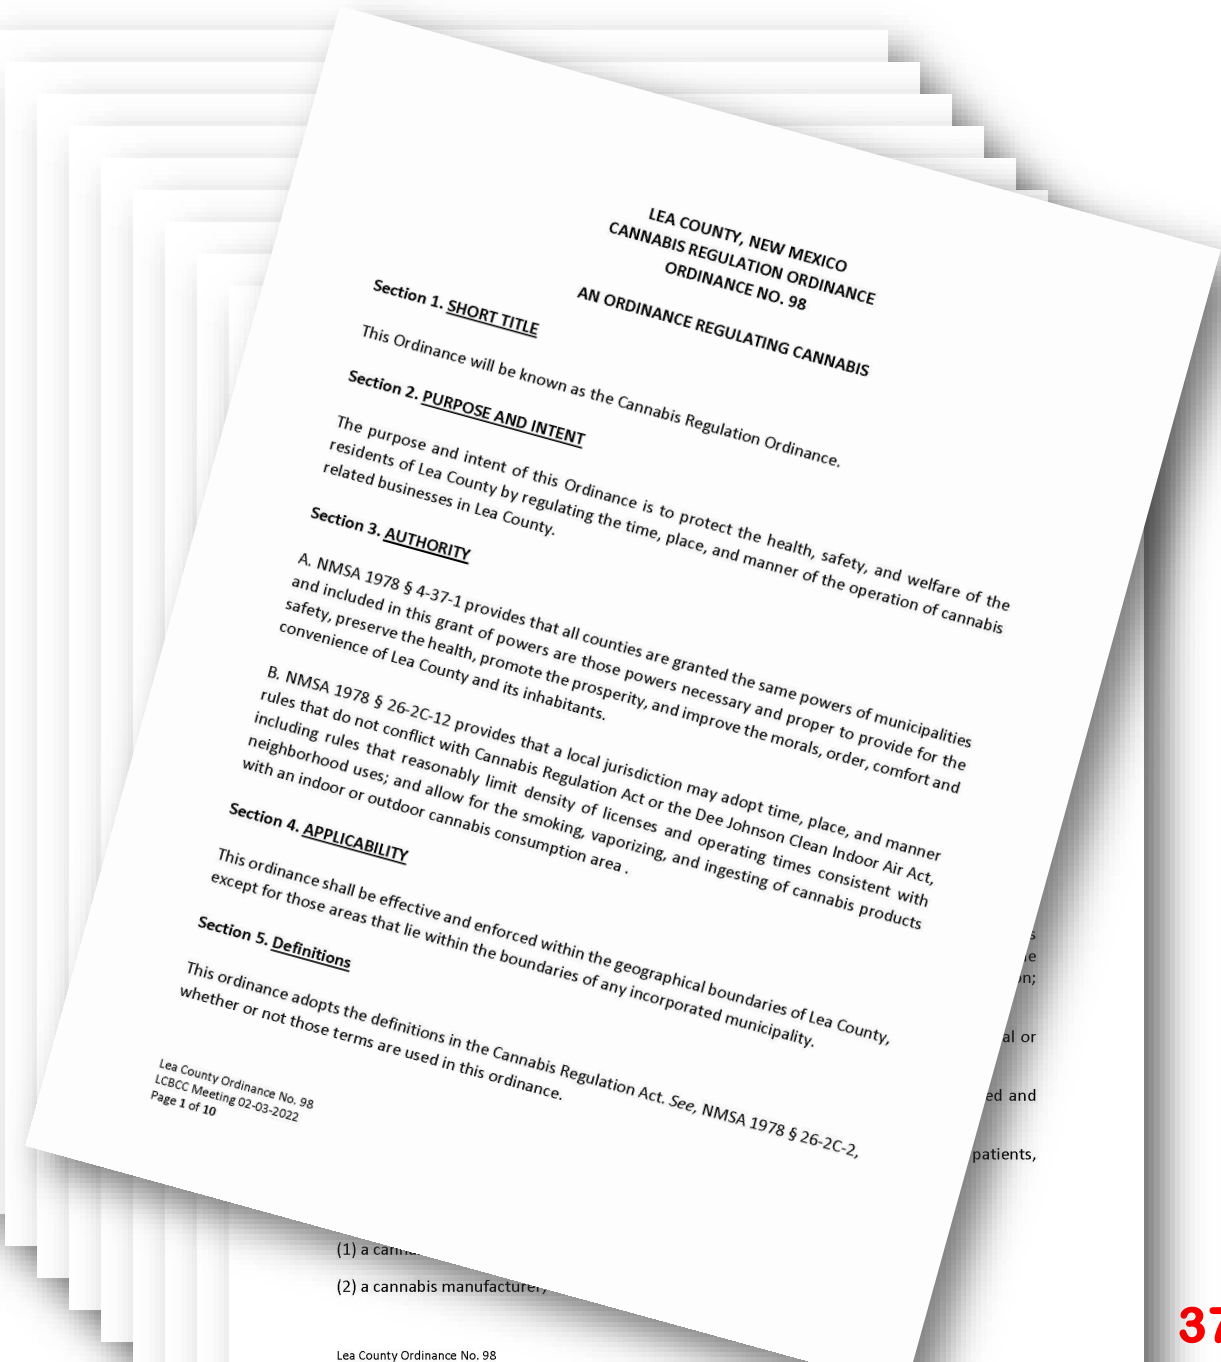 LEA COUNTY, NEW MEXICO
CANNABIS REGULATION ORDINANCE
ORDINANCE NO. 98
AN ORDINANCE REGULATING CANNABIS
Section 1. SHORT TITLE
This Ordinance will be known as the Cannabis Regulation Ordinance.
Section 2. PURPOSE AND INTENT
The purpose and intent of this Ordinance is to protect the health, safety, and welfare of the
residents of Lea County by regulating the time, place, and manner of the operation of cannabis
related businesses in Lea County.
Section 3. AUTHORITY
A. NMSA 1978 § 4-37-1 provides that all counties are granted the same powers of municipalities
and included in this grant of powers are those powers necessary and proper to provide for the
safety, preserve the health, promote the prosperity, and improve the morals, order, comfort and
convenience of Lea County and its inhabitants.
B. NMSA 1978 § 26-2C-12 provides that a local jurisdiction may adopt time, place, and manner
rules that do not conflict with Cannabis Regulation Act or the Dee Johnson Clean Indoor Air Act,
including rules that reasonably limit density of licenses and operating times consistent with
neighborhood uses; and allow for the smoking, vaporizing, and ingesting of cannabis products
with an indoor or outdoor cannabis consumption area .
Section 4. APPLICABILITY
This ordinance shall be effective and enforced within the geographical boundaries of Lea County,
except for those areas that lie within the boundaries of any incorporated municipality.
Section 5. Definitions
This ordinance adopts the definitions in the Cannabis Regulation Act. See, NMSA 1978 § 26-2C-2,
whether or not those terms are used in this ordinance.
Lea County Ordinance No. 98
LCBCC Meeting 02-03-2022
Page 1 of 10
al or
and
patients,
(1) a
(2) a cannabis manufacturer;
Lea County Ordinance No. 98
37